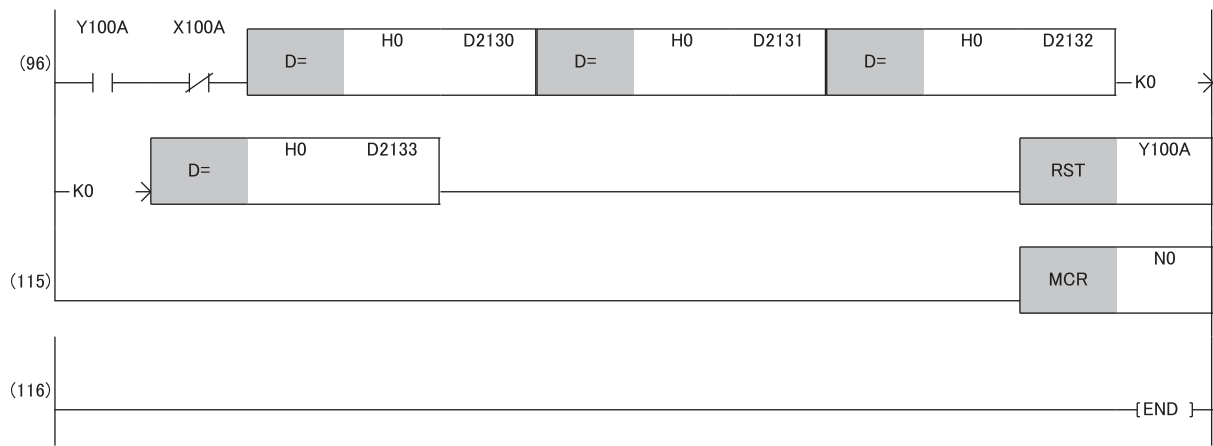 Y100A X100A
(96) D= H0 D2130 D= H0 D2131 D= H0 D2132 K0
K0 D= H0 D2133 RST Y100A
(115) MCR N0
(116) [END ]